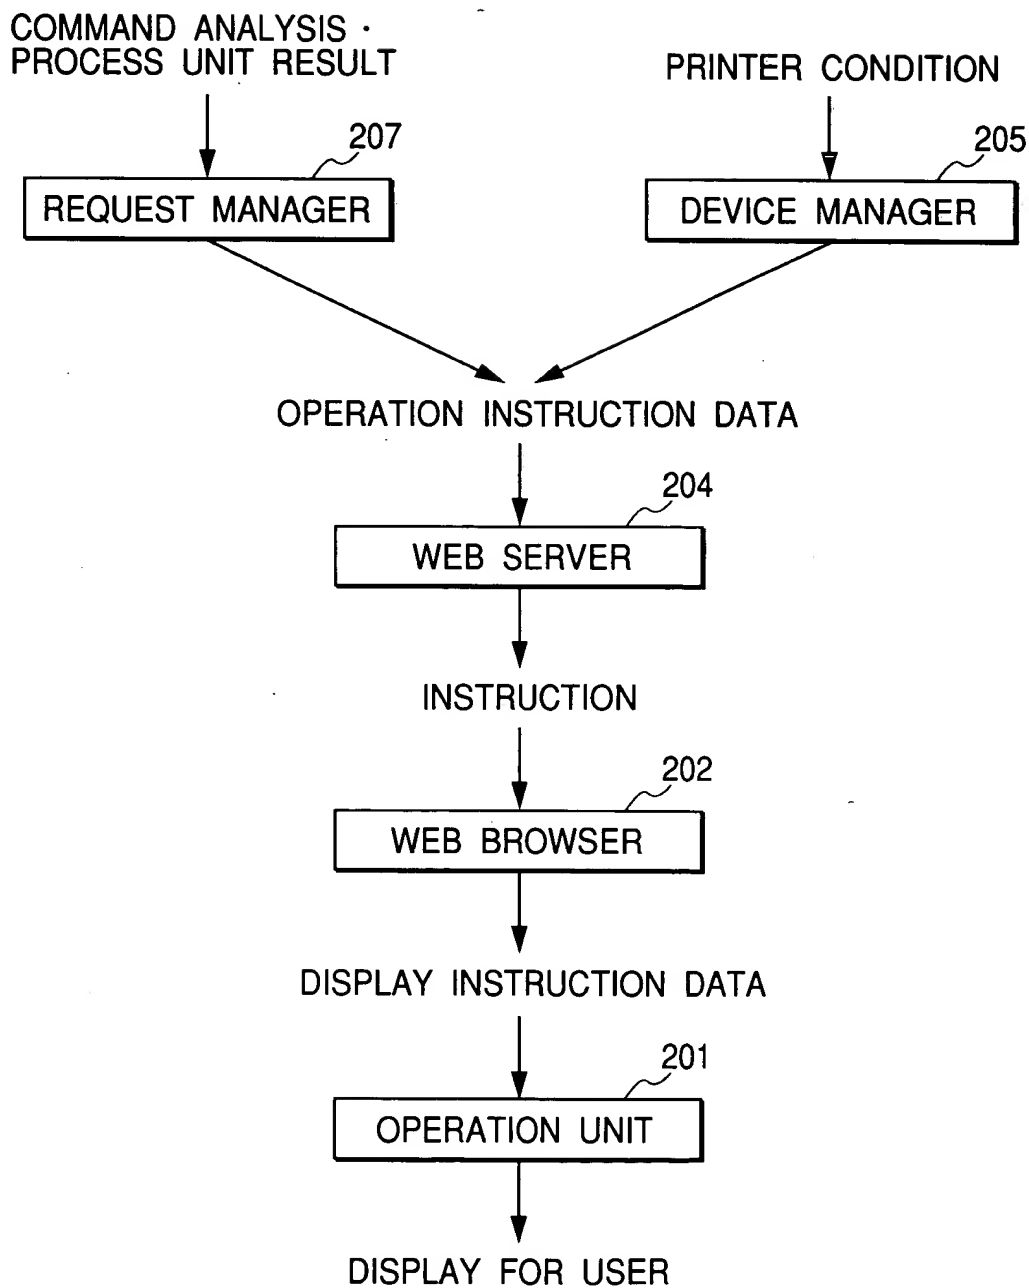 COMMAND ANALYSIS ·
PROCESS UNIT RESULT
PRINTER CONDITION
207
205
REQUEST MANAGER
DEVICE MANAGER
OPERATION INSTRUCTION DATA
204
WEB SERVER
INSTRUCTION
202
WEB BROWSER
DISPLAY INSTRUCTION DATA
201
OPERATION UNIT
DISPLAY FOR USER